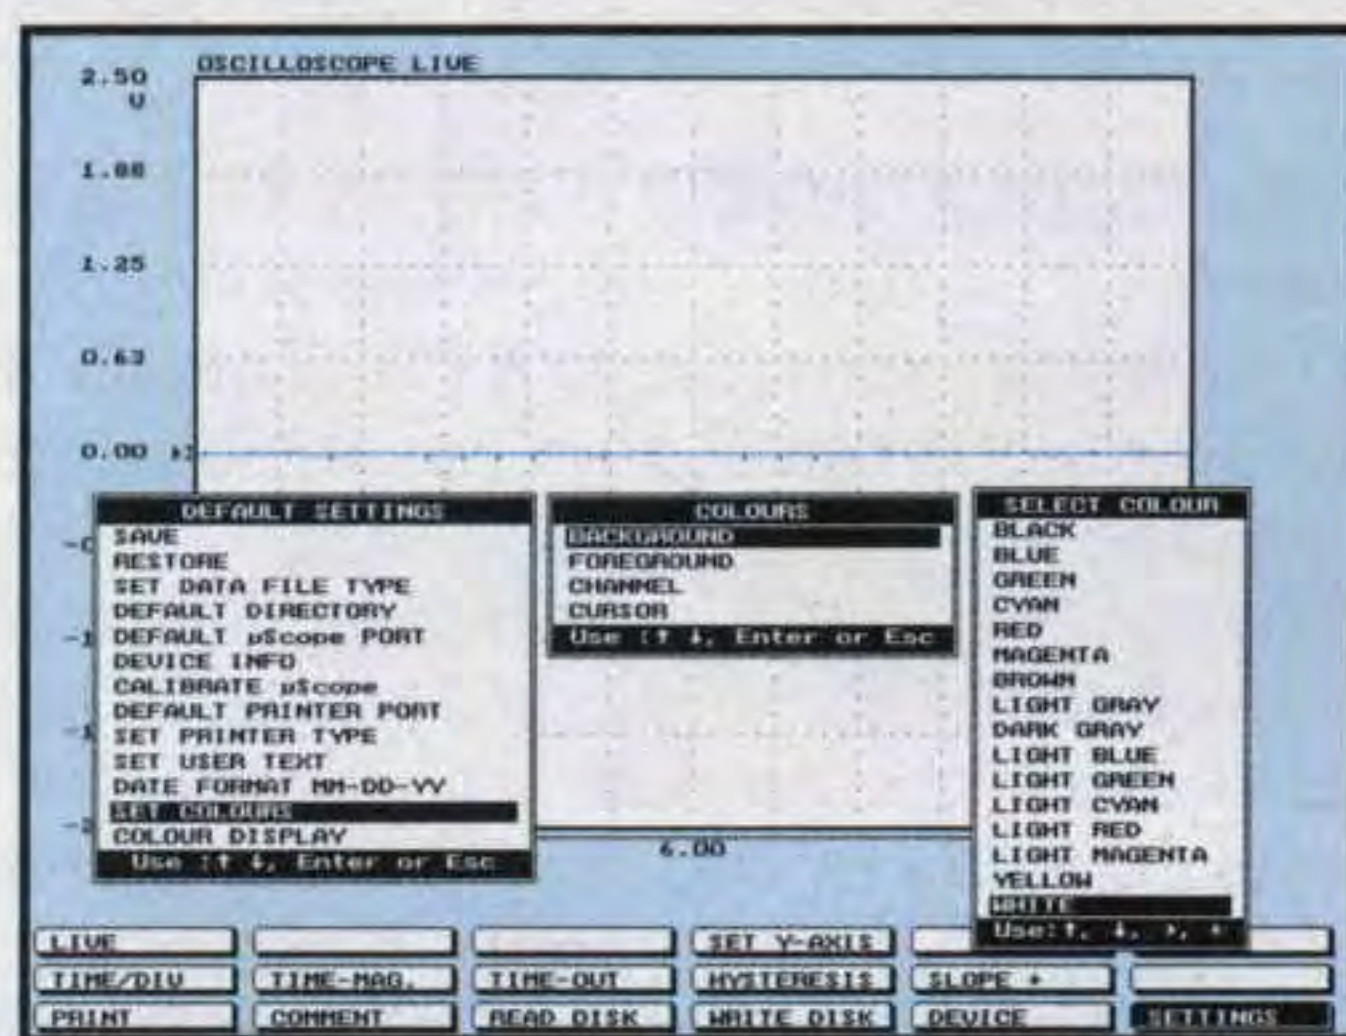 OSCILLOSCOPE LIVE
2.50
V
1.88
1.25
0.63
0.00
6.00
DEFAULT SETTINGS
SAVE
RESTORE
SET DATA FILE TYPE
DEFAULT DIRECTORY
DEFAULT µScope PORT
DEVICE INFO
CALIBRATE µScope
DEFAULT PRINTER PORT
SET PRINTER TYPE
SET USER TEXT
DATE FORMAT MM-DD-YY
SET COLOURS
COLOUR DISPLAY
Use :↑ ↓, Enter or Esc
COLOURS
BACKGROUND
FOREGROUND
CHANNEL
CURSOR
Use :↑ ↓, Enter or Esc
SELECT COLOUR
BLACK
BLUE
GREEN
CYAN
RED
MAGENTA
BROWN
LIGHT GRAY
DARK GRAY
LIGHT BLUE
LIGHT GREEN
LIGHT CYAN
LIGHT RED
LIGHT MAGENTA
YELLOW
WHITE
Use:↑, ↓, →, ←
LIVE SET Y-AXIS
TIME/DIV TIME-MAG. TIME-OUT HYSTERESIS SLOPE +
PRINT COMMENT READ DISK WRITE DISK DEVICE SETTINGS